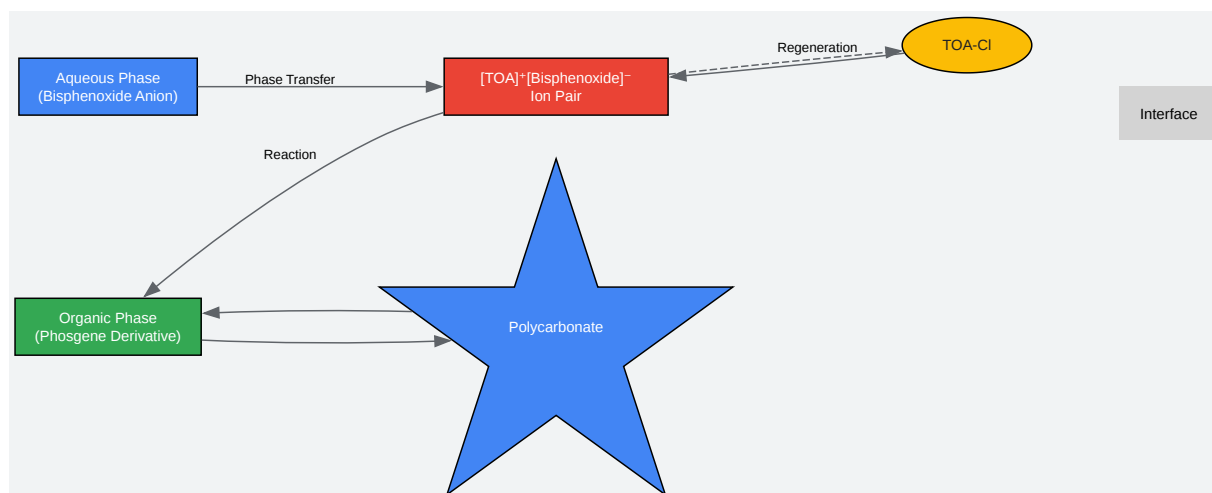 TOA-Cl
Regeneration
Aqueous Phase
(Bisphenoxide Anion)
Phase Transfer
[TOA]⁺[Bisphenoxide]⁻
Ion Pair
Interface
Reaction
Organic Phase
(Phosgene Derivative)
Polycarbonate